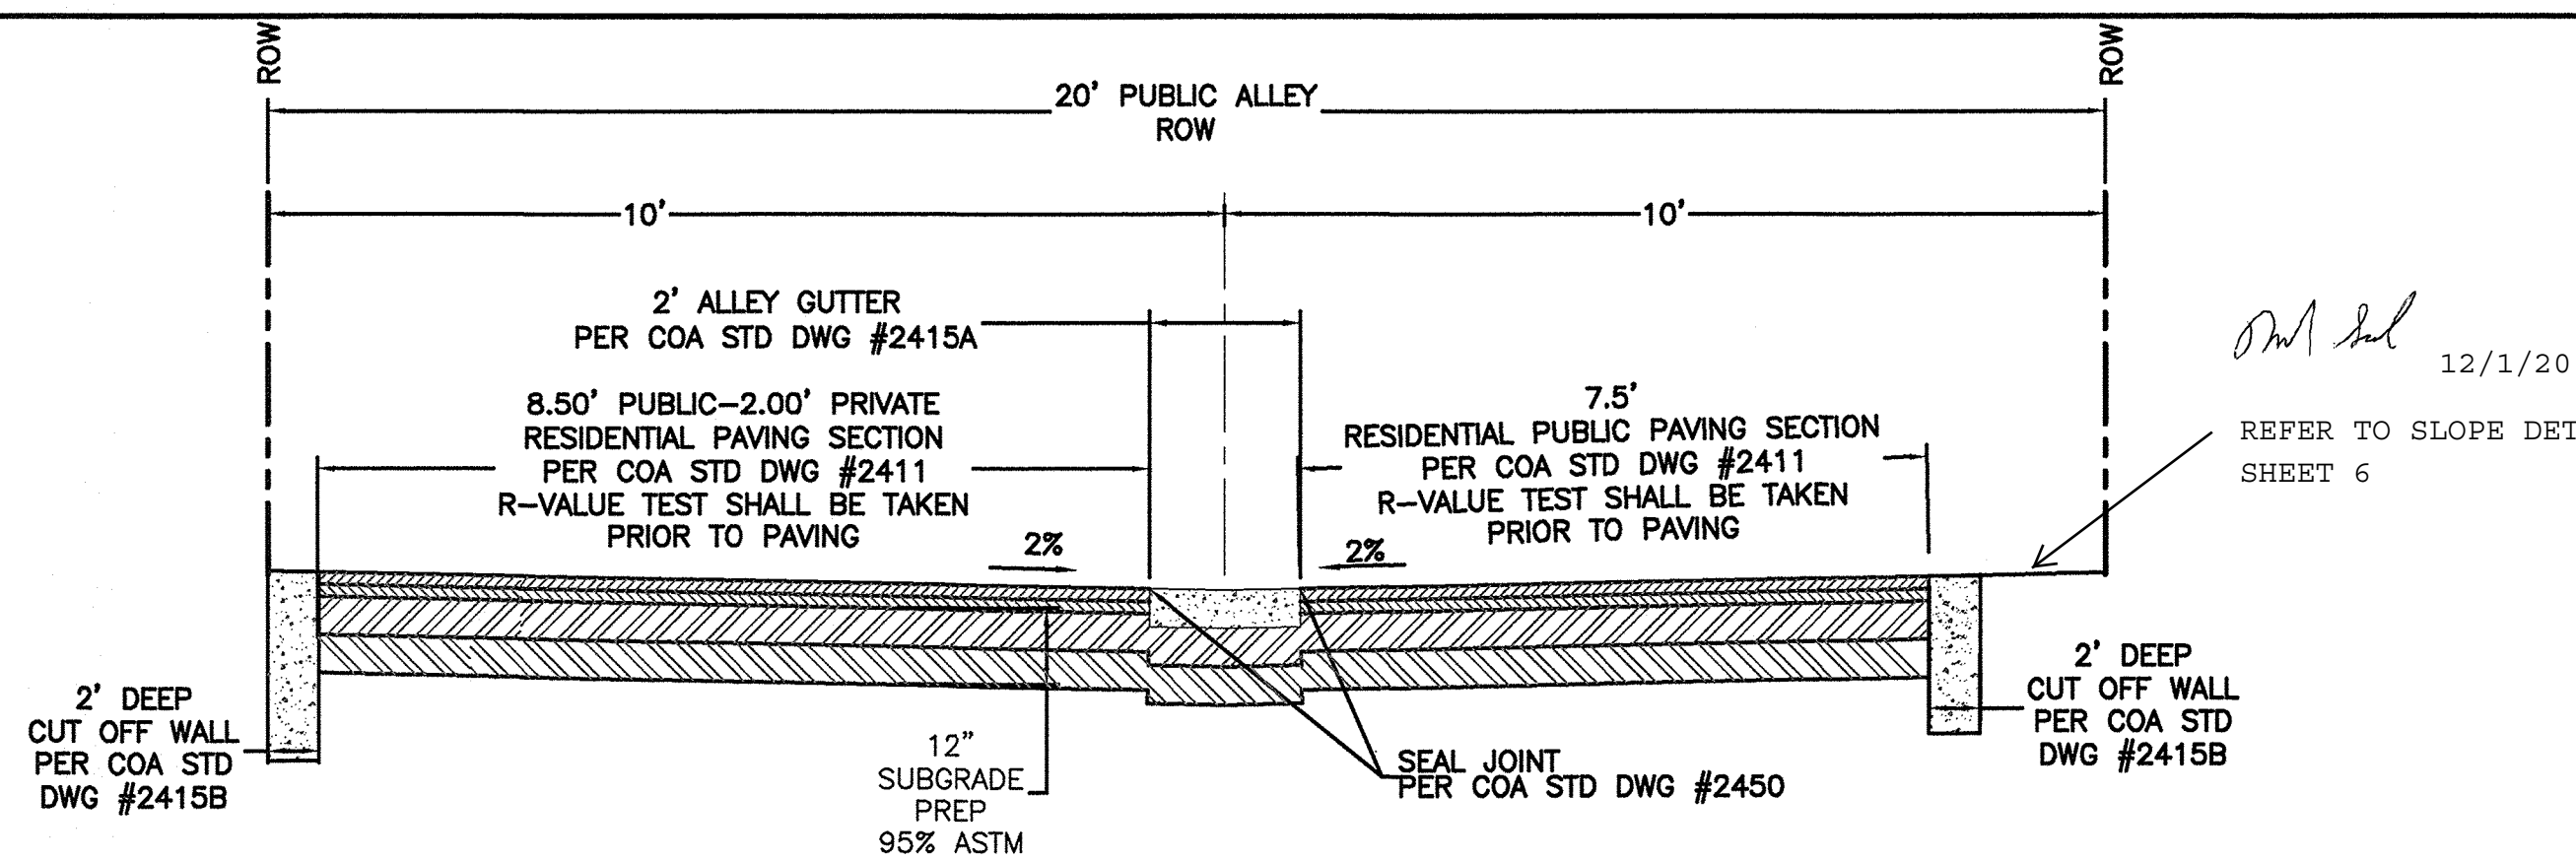 ROW
ROW
20' PUBLIC ALLEY
ROW
10'
10'
2' ALLEY GUTTER
PER COA STD DWG #2415A
8.50' PUBLIC-2.00' PRIVATE
RESIDENTIAL PAVING SECTION
PER COA STD DWG #2411
R-VALUE TEST SHALL BE TAKEN
PRIOR TO PAVING
7.5'
RESIDENTIAL PUBLIC PAVING SECTION
PER COA STD DWG #2411
R-VALUE TEST SHALL BE TAKEN
PRIOR TO PAVING
12/1/20
REFER TO SLOPE DET
SHEET 6
2%
2%
2' DEEP
CUT OFF WALL
PER COA STD
DWG #2415B
12"
SUBGRADE
PREP
95% ASTM
SEAL JOINT
PER COA STD DWG #2450
2' DEEP
CUT OFF WALL
PER COA STD
DWG #2415B